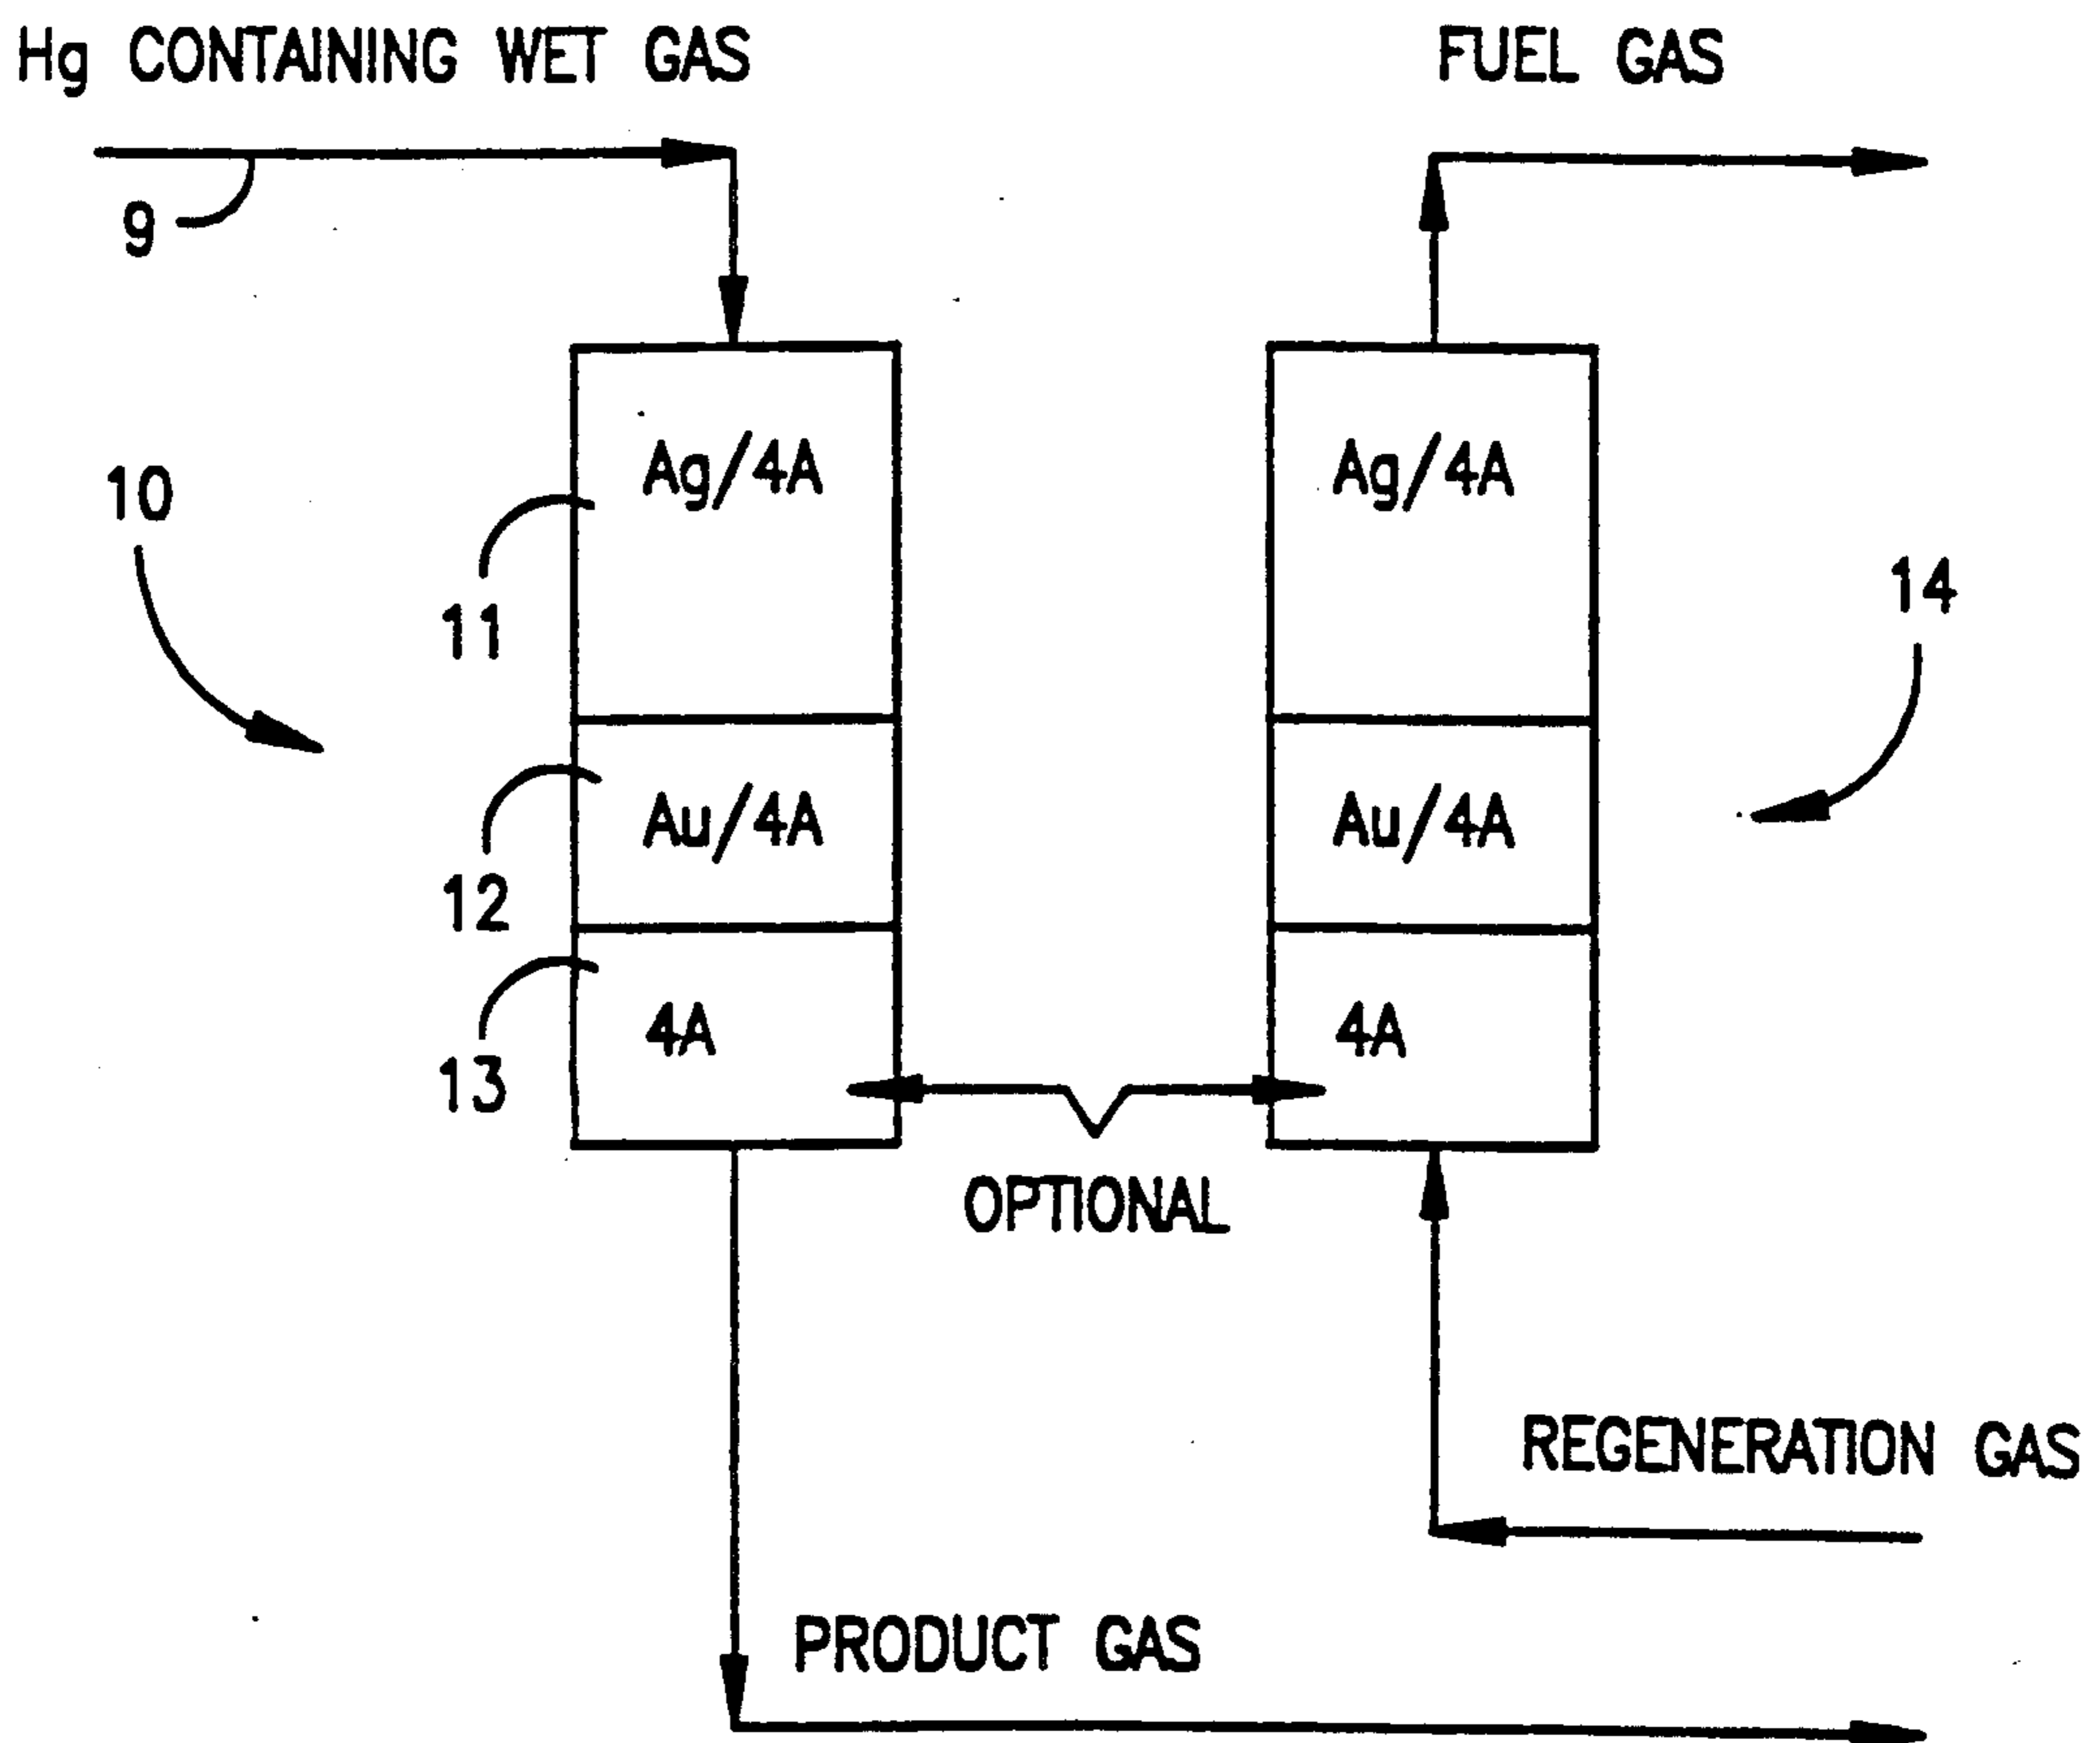 Hg CONTAINING WET GAS
FUEL GAS
9
10
Ag/4A
Ag/4A
11
14
Au/4A
Au/4A
12
4A
4A
13
OPTIONAL
REGENERATION GAS
PRODUCT GAS